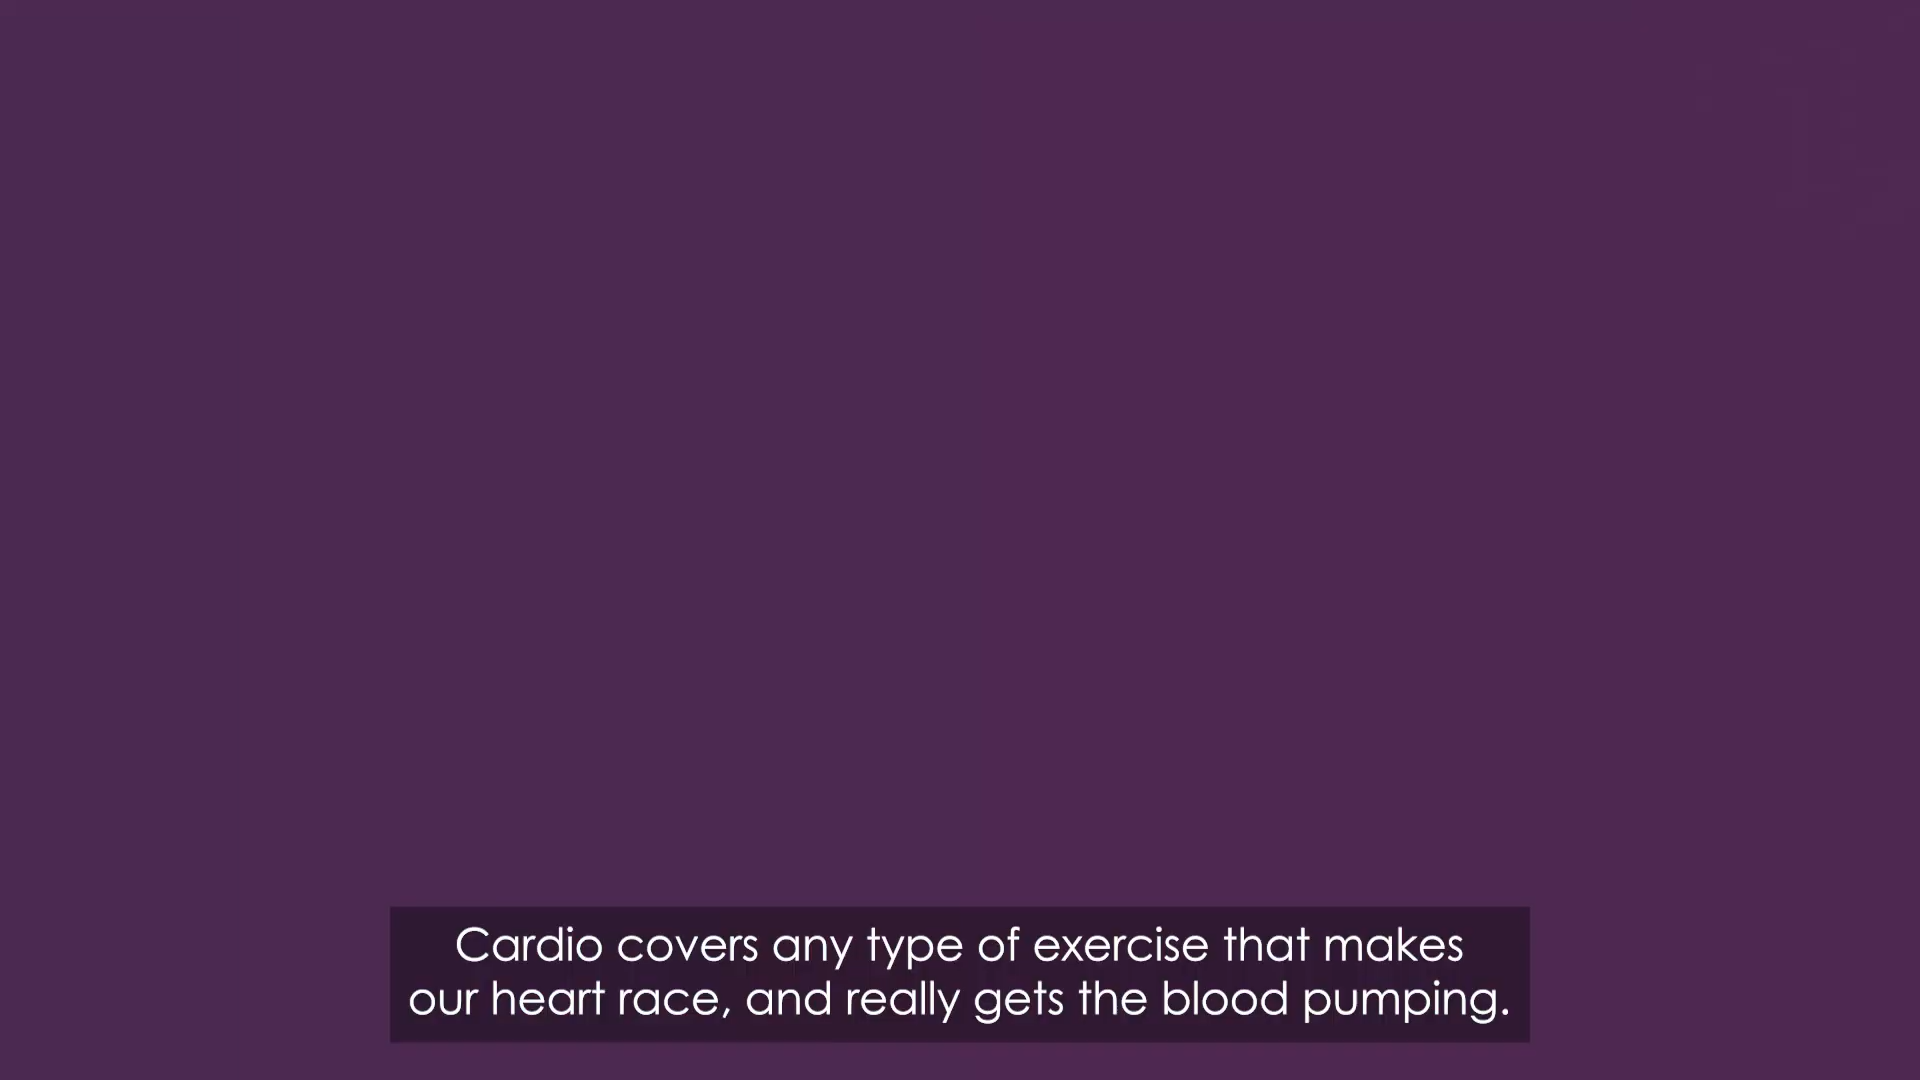 Cardio covers any type of exercise that makes
our heart race, and really gets the blood pumping.